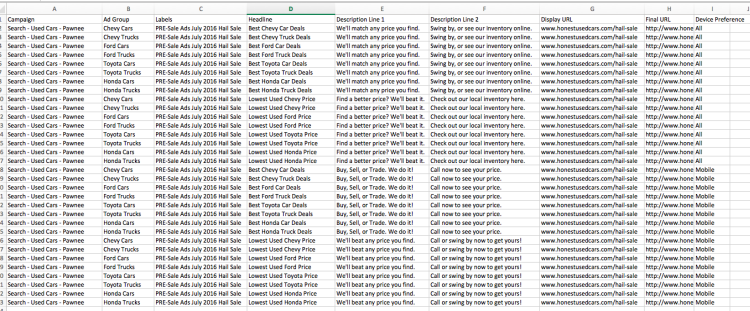 A B C D E F G H I J
Campaign Ad Group Labels Headline Description Line 1 Description Line 2 Display URL Final URL Device Preference
Search - Used Cars - Pawnee Chevy Cars PRE-Sale Ads July 2016 Hail Sale Best Chevy Car Deals We'll match any price you find. Swing by, or see our inventory online. www.honestusedcars.com/hail-sale http://www.hone All
Search - Used Cars - Pawnee Chevy Trucks PRE-Sale Ads July 2016 Hail Sale Best Chevy Truck Deals We'll match any price you find. Swing by, or see our inventory online. www.honestusedcars.com/hail-sale http://www.hone All
Search - Used Cars - Pawnee Ford Cars PRE-Sale Ads July 2016 Hail Sale Best Ford Car Deals We'll match any price you find. Swing by, or see our inventory online. www.honestusedcars.com/hail-sale http://www.hone All
Search - Used Cars - Pawnee Ford Trucks PRE-Sale Ads July 2016 Hail Sale Best Ford Truck Deals We'll match any price you find. Swing by, or see our inventory online. www.honestusedcars.com/hail-sale http://www.hone All
Search - Used Cars - Pawnee Toyota Cars PRE-Sale Ads July 2016 Hail Sale Best Toyota Car Deals We'll match any price you find. Swing by, or see our inventory online. www.honestusedcars.com/hail-sale http://www.hone All
Search - Used Cars - Pawnee Toyota Trucks PRE-Sale Ads July 2016 Hail Sale Best Toyota Truck Deals We'll match any price you find. Swing by, or see our inventory online. www.honestusedcars.com/hail-sale http://www.hone All
Search - Used Cars - Pawnee Honda Cars PRE-Sale Ads July 2016 Hail Sale Best Honda Car Deals We'll match any price you find. Swing by, or see our inventory online. www.honestusedcars.com/hail-sale http://www.hone All
Search - Used Cars - Pawnee Honda Trucks PRE-Sale Ads July 2016 Hail Sale Best Honda Truck Deals We'll match any price you find. Swing by, or see our inventory online. www.honestusedcars.com/hail-sale http://www.hone All
Search - Used Cars - Pawnee Chevy Cars PRE-Sale Ads July 2016 Hail Sale Lowest Used Chevy Price Find a better price? We'll beat it. Check out our local inventory here. www.honestusedcars.com/hail-sale http://www.hone All
Search - Used Cars - Pawnee Chevy Trucks PRE-Sale Ads July 2016 Hail Sale Lowest Used Chevy Price Find a better price? We'll beat it. Check out our local inventory here. www.honestusedcars.com/hail-sale http://www.hone All
Search - Used Cars - Pawnee Ford Cars PRE-Sale Ads July 2016 Hail Sale Lowest Used Ford Price Find a better price? We'll beat it. Check out our local inventory here. www.honestusedcars.com/hail-sale http://www.hone All
Search - Used Cars - Pawnee Ford Trucks PRE-Sale Ads July 2016 Hail Sale Lowest Used Ford Price Find a better price? We'll beat it. Check out our local inventory here. www.honestusedcars.com/hail-sale http://www.hone All
Search - Used Cars - Pawnee Toyota Cars PRE-Sale Ads July 2016 Hail Sale Lowest Used Toyota Price Find a better price? We'll beat it. Check out our local inventory here. www.honestusedcars.com/hail-sale http://www.hone All
Search - Used Cars - Pawnee Toyota Trucks PRE-Sale Ads July 2016 Hail Sale Lowest Used Toyota Price Find a better price? We'll beat it. Check out our local inventory here. www.honestusedcars.com/hail-sale http://www.hone All
Search - Used Cars - Pawnee Honda Cars PRE-Sale Ads July 2016 Hail Sale Lowest Used Honda Price Find a better price? We'll beat it. Check out our local inventory here. www.honestusedcars.com/hail-sale http://www.hone All
Search - Used Cars - Pawnee Honda Trucks PRE-Sale Ads July 2016 Hail Sale Lowest Used Honda Price Find a better price? We'll beat it. Check out our local inventory here. www.honestusedcars.com/hail-sale http://www.hone All
Search - Used Cars - Pawnee Chevy Cars PRE-Sale Ads July 2016 Hail Sale Best Chevy Car Deals Buy, Sell, or Trade. We do it! Call now to see your price. www.honestusedcars.com/hail-sale http://www.hone Mobile
Search - Used Cars - Pawnee Chevy Trucks PRE-Sale Ads July 2016 Hail Sale Best Chevy Truck Deals Buy, Sell, or Trade. We do it! Call now to see your price. www.honestusedcars.com/hail-sale http://www.hone Mobile
Search - Used Cars - Pawnee Ford Cars PRE-Sale Ads July 2016 Hail Sale Best Ford Car Deals Buy, Sell, or Trade. We do it! Call now to see your price. www.honestusedcars.com/hail-sale http://www.hone Mobile
Search - Used Cars - Pawnee Ford Trucks PRE-Sale Ads July 2016 Hail Sale Best Ford Truck Deals Buy, Sell, or Trade. We do it! Call now to see your price. www.honestusedcars.com/hail-sale http://www.hone Mobile
Search - Used Cars - Pawnee Toyota Cars PRE-Sale Ads July 2016 Hail Sale Best Toyota Car Deals Buy, Sell, or Trade. We do it! Call now to see your price. www.honestusedcars.com/hail-sale http://www.hone Mobile
Search - Used Cars - Pawnee Toyota Trucks PRE-Sale Ads July 2016 Hail Sale Best Toyota Truck Deals Buy, Sell, or Trade. We do it! Call now to see your price. www.honestusedcars.com/hail-sale http://www.hone Mobile
Search - Used Cars - Pawnee Honda Cars PRE-Sale Ads July 2016 Hail Sale Best Honda Car Deals Buy, Sell, or Trade. We do it! Call now to see your price. www.honestusedcars.com/hail-sale http://www.hone Mobile
Search - Used Cars - Pawnee Honda Trucks PRE-Sale Ads July 2016 Hail Sale Best Honda Truck Deals Buy, Sell, or Trade. We do it! Call now to see your price. www.honestusedcars.com/hail-sale http://www.hone Mobile
Search - Used Cars - Pawnee Chevy Cars PRE-Sale Ads July 2016 Hail Sale Lowest Used Chevy Price We'll beat any price you find. Call or swing by now to get yours! www.honestusedcars.com/hail-sale http://www.hone Mobile
Search - Used Cars - Pawnee Chevy Trucks PRE-Sale Ads July 2016 Hail Sale Lowest Used Chevy Price We'll beat any price you find. Call or swing by now to get yours! www.honestusedcars.com/hail-sale http://www.hone Mobile
Search - Used Cars - Pawnee Ford Cars PRE-Sale Ads July 2016 Hail Sale Lowest Used Ford Price We'll beat any price you find. Call or swing by now to get yours! www.honestusedcars.com/hail-sale http://www.hone Mobile
Search - Used Cars - Pawnee Ford Trucks PRE-Sale Ads July 2016 Hail Sale Lowest Used Ford Price We'll beat any price you find. Call or swing by now to get yours! www.honestusedcars.com/hail-sale http://www.hone Mobile
Search - Used Cars - Pawnee Toyota Cars PRE-Sale Ads July 2016 Hail Sale Lowest Used Toyota Price We'll beat any price you find. Call or swing by now to get yours! www.honestusedcars.com/hail-sale http://www.hone Mobile
Search - Used Cars - Pawnee Toyota Trucks PRE-Sale Ads July 2016 Hail Sale Lowest Used Toyota Price We'll beat any price you find. Call or swing by now to get yours! www.honestusedcars.com/hail-sale http://www.hone Mobile
Search - Used Cars - Pawnee Honda Cars PRE-Sale Ads July 2016 Hail Sale Lowest Used Honda Price We'll beat any price you find. Call or swing by now to get yours! www.honestusedcars.com/hail-sale http://www.hone Mobile
Search - Used Cars - Pawnee Honda Trucks PRE-Sale Ads July 2016 Hail Sale Lowest Used Honda Price We'll beat any price you find. Call or swing by now to get yours! www.honestusedcars.com/hail-sale http://www.hone Mobile